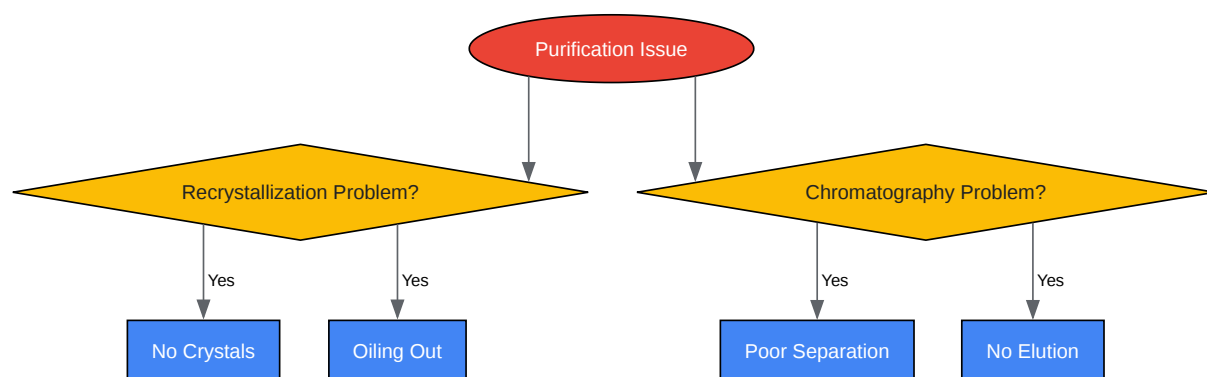 Purification Issue
Recrystallization Problem?
Chromatography Problem?
Yes
Yes
Yes
Yes
No Crystals
Oiling Out
Poor Separation
No Elution